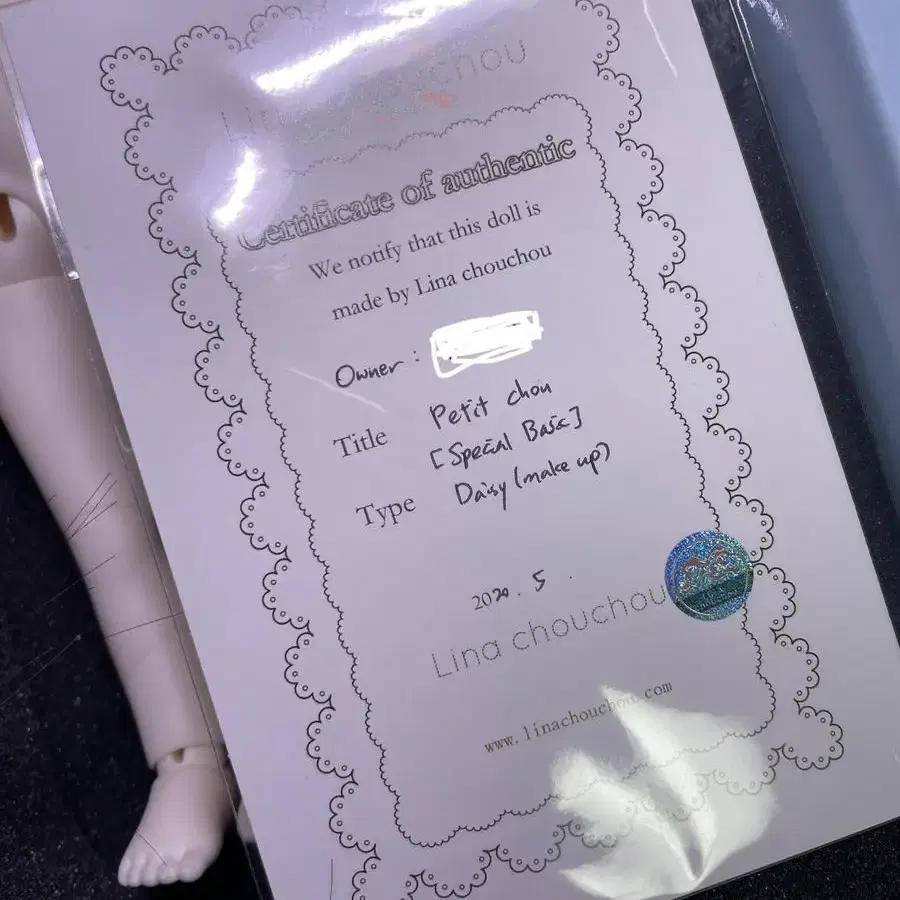 Lina chouchou
Certificate of authentic
We notify that this doll is
made by Lina chouchou
Owner :
Title Petit chou
[Special Basic]
Type Daisy (make up)
2020 . 5 .
Lina chouchou
www.linachouchou.com